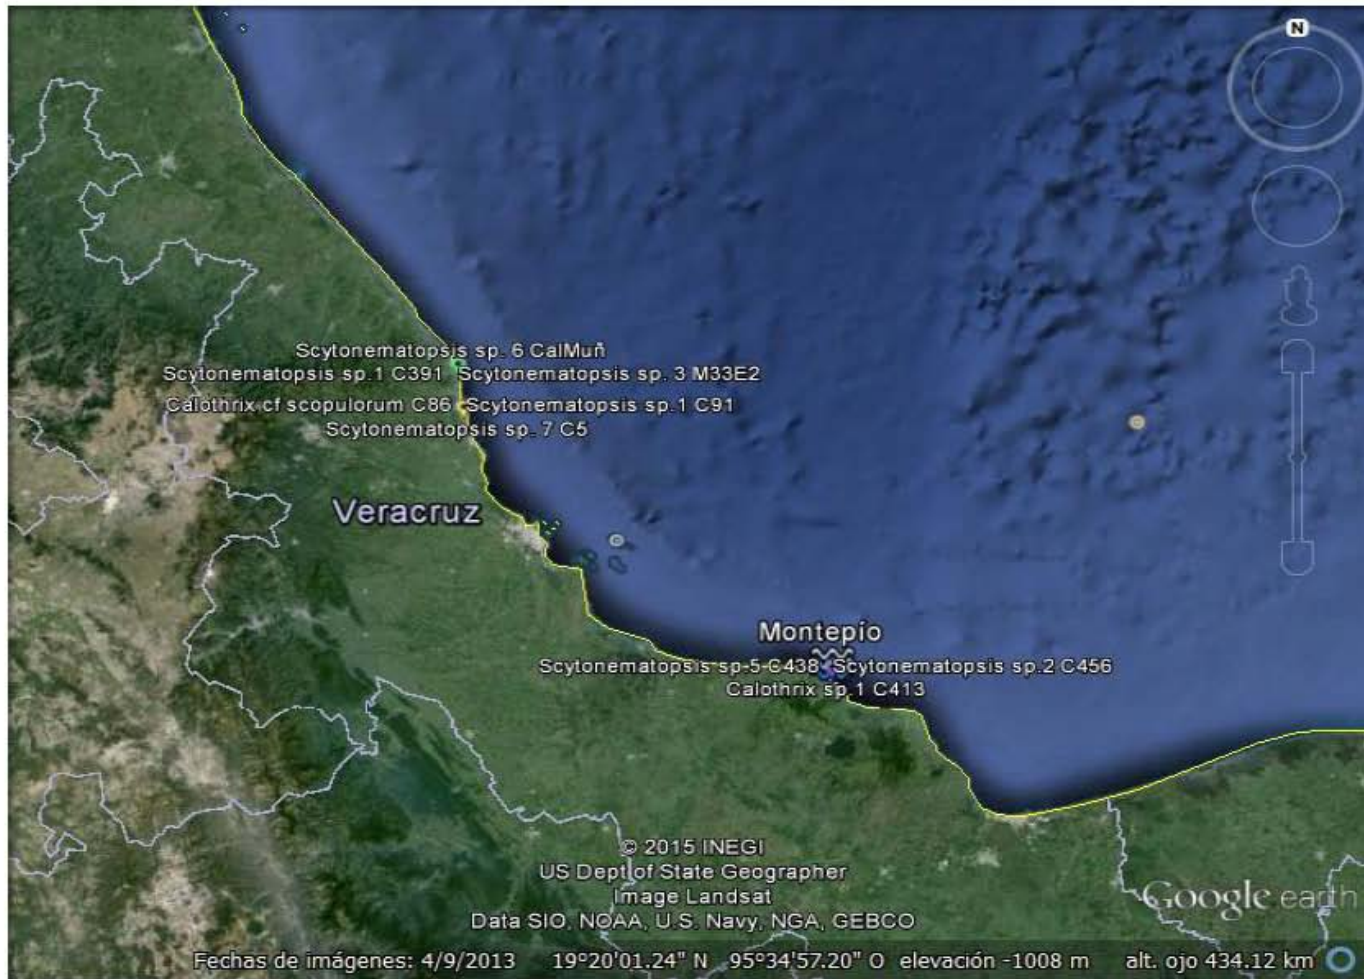 N
Scytonematopsis sp. 6 CalMuñ
Scytonematopsis sp.1 C391 Scytonematopsis sp. 3 M33E2
Calothrix cf scopulorum C86 Scytonematopsis sp.1 C91
Scytonematopsis sp. 7 C5
Veracruz
Montepío
Scytonematopsis sp-5-C438 Scytonematopsis sp.2 C456
Calothrix sp.1 C413
© 2015 INEGI
US Dept of State Geographer
Image Landsat
Data SIO, NOAA, U.S. Navy, NGA, GEBCO
Google earth
Fechas de imágenes: 4/9/2013 19°20'01.24" N 95°34'57.20" O elevación -1008 m alt. ojo 434.12 km